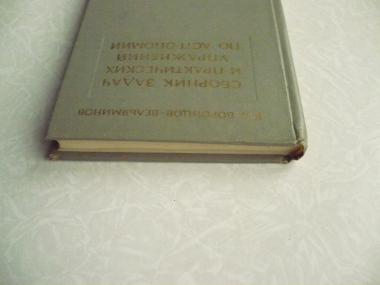 Б.А. ВОРОНЦОВ-ВЕЛЬЯМИНОВ
СБОРНИК ЗАДАЧ
И ПРАКТИЧЕСКИХ
УПРАЖНЕНИЙ
ПО АСТРОНОМИИ